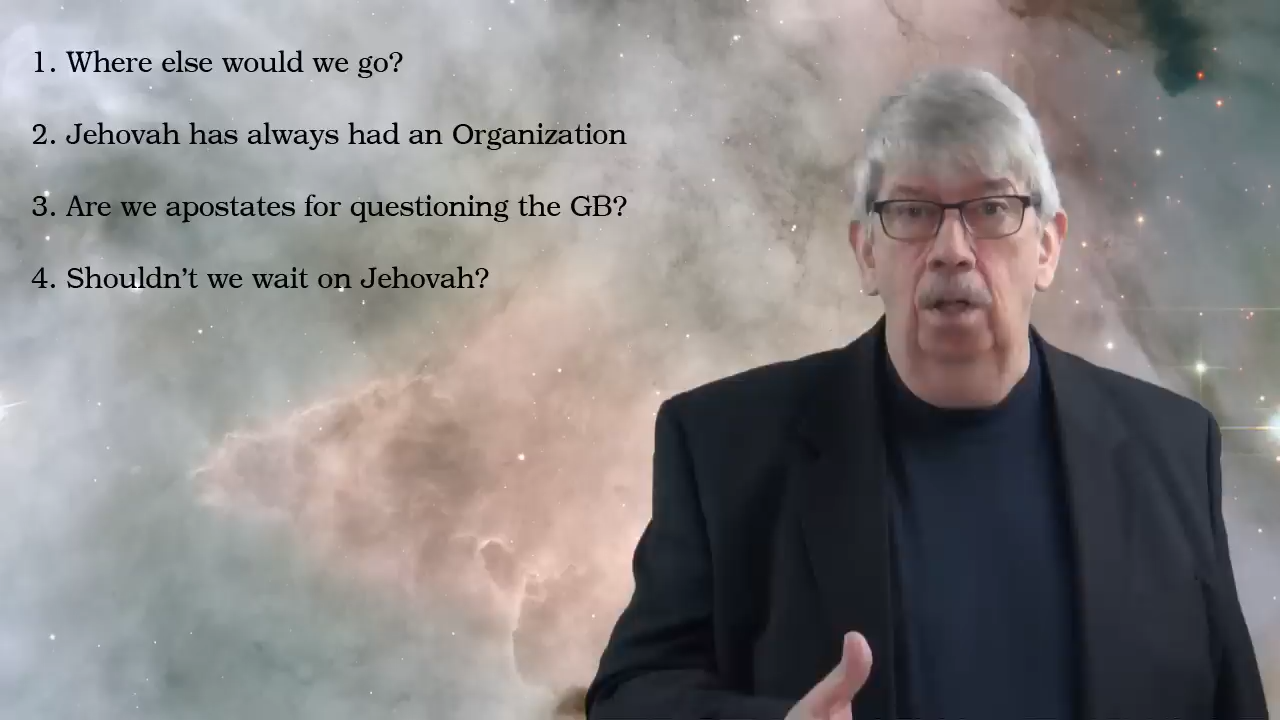 1. Where else would we go?
2. Jehovah has always had an Organization
3. Are we apostates for questioning the GB?
4. Shouldn't we wait on Jehovah?